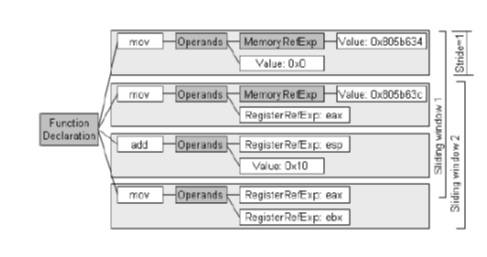 mov Operands MemoryRefExp Value: 0x805b634
Value: 0x0
mov Operands MemoryRefExp Value: 0x805b63c
RegisterRefExp: eax
Function
Declaration
add Operands RegisterRefExp: esp
Value: 0x10
mov Operands RegisterRefExp: eax
RegisterRefExp: ebx
Sliding window 1
Stride=1
Sliding window 2